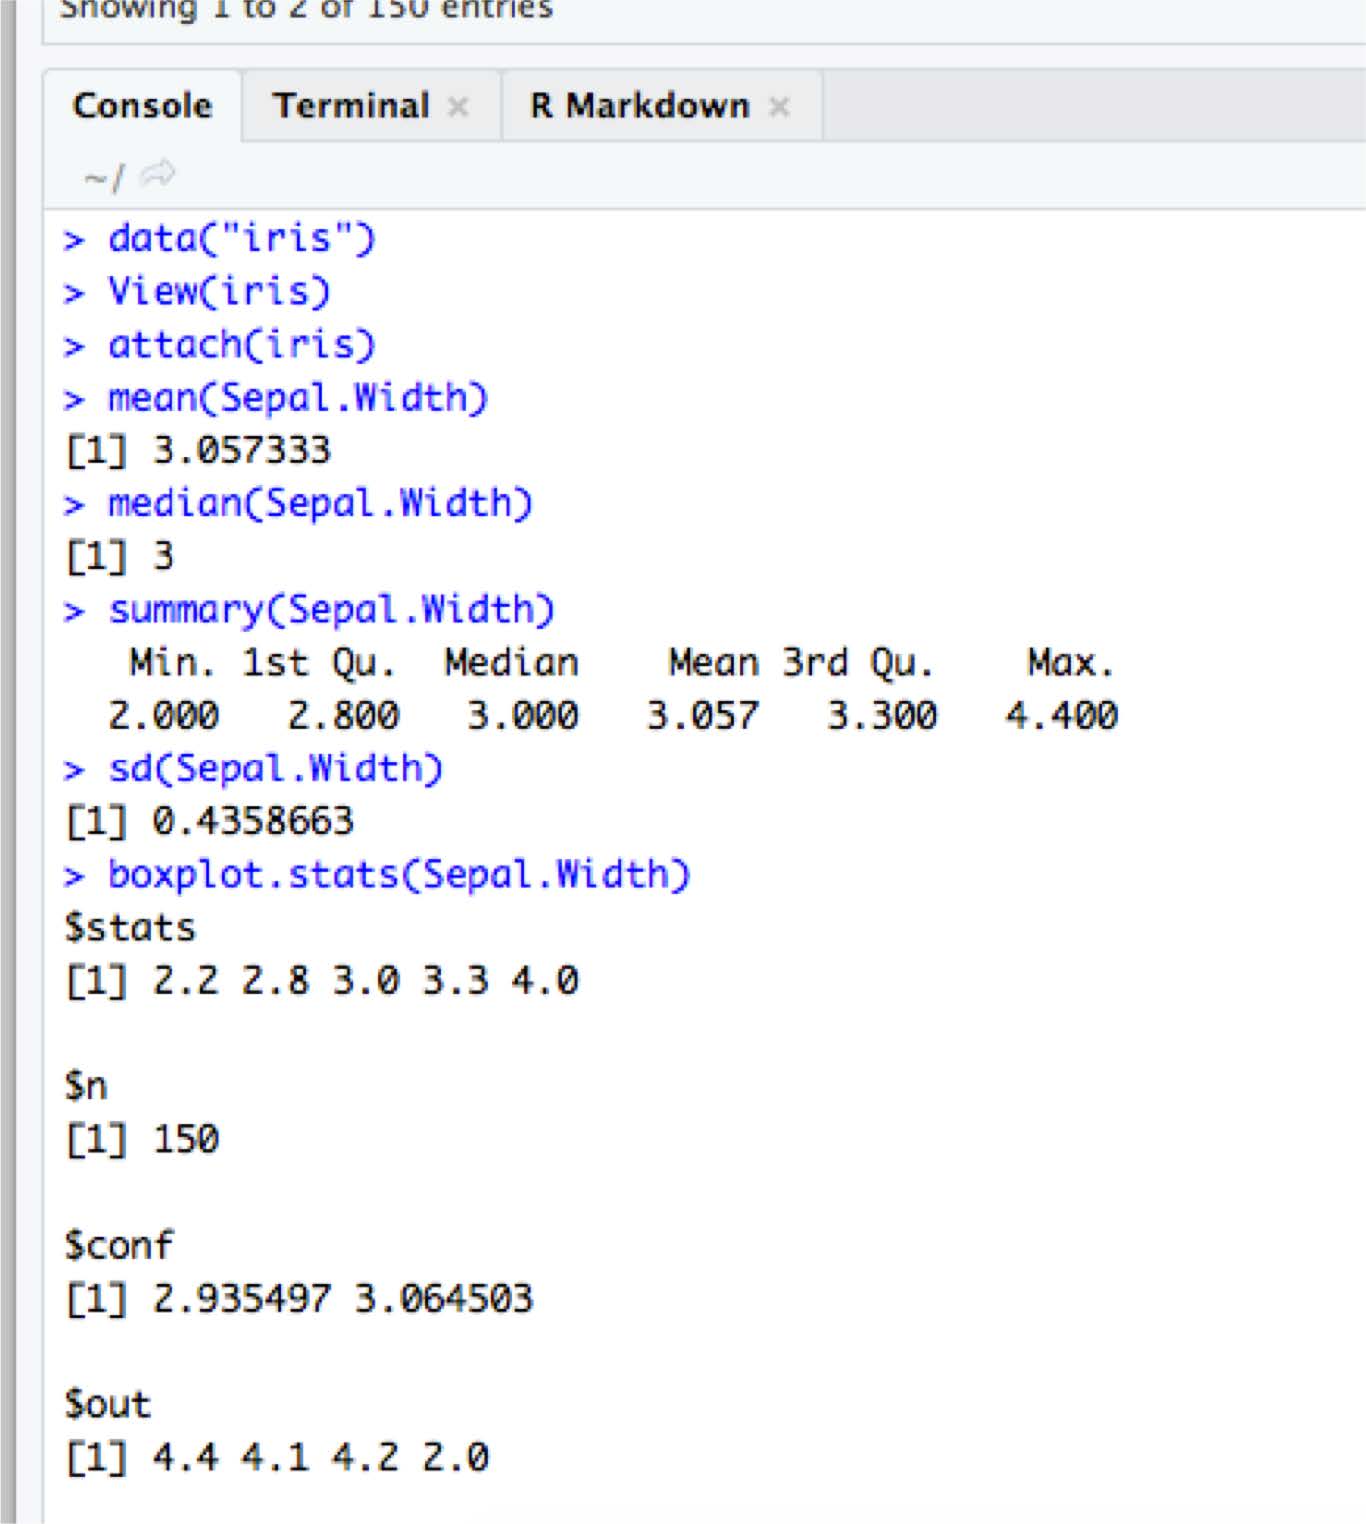 Showing 1 to 2 of 150 entries
Console Terminal × R Markdown ×
~/
> data("iris")
> View(iris)
> attach(iris)
> mean(Sepal.Width)
[1] 3.057333
> median(Sepal.Width)
[1] 3
> summary(Sepal.Width)
   Min. 1st Qu.  Median    Mean 3rd Qu.    Max.
  2.000   2.800   3.000   3.057   3.300   4.400
> sd(Sepal.Width)
[1] 0.4358663
> boxplot.stats(Sepal.Width)
$stats
[1] 2.2 2.8 3.0 3.3 4.0
$n
[1] 150
$conf
[1] 2.935497 3.064503
$out
[1] 4.4 4.1 4.2 2.0